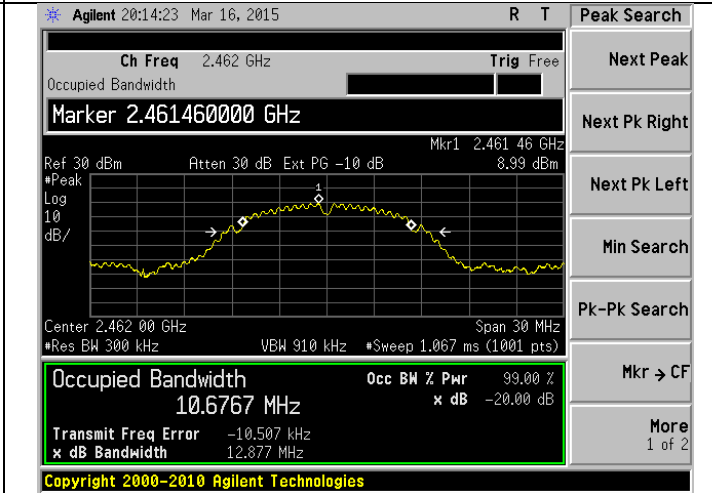 Agilent 20:14:23 Mar 16, 2015 R T Peak Search
Ch Freq 2.462 GHz Trig Free
Occupied Bandwidth
Marker 2.461460000 GHz
Mkr1 2.461 46 GHz
Ref 30 dBm Atten 30 dB Ext PG -10 dB 8.99 dBm
#Peak
Log
10
dB/
1
Center 2.462 00 GHz Span 30 MHz
#Res BW 300 kHz VBW 910 kHz #Sweep 1.067 ms (1001 pts)
Occupied Bandwidth Occ BW % Pwr 99.00 %
10.6767 MHz x dB -20.00 dB
Transmit Freq Error -10.507 kHz
x dB Bandwidth 12.877 MHz
Copyright 2000-2010 Agilent Technologies
Next Peak
Next Pk Right
Next Pk Left
Min Search
Pk-Pk Search
Mkr → CF
More
1 of 2